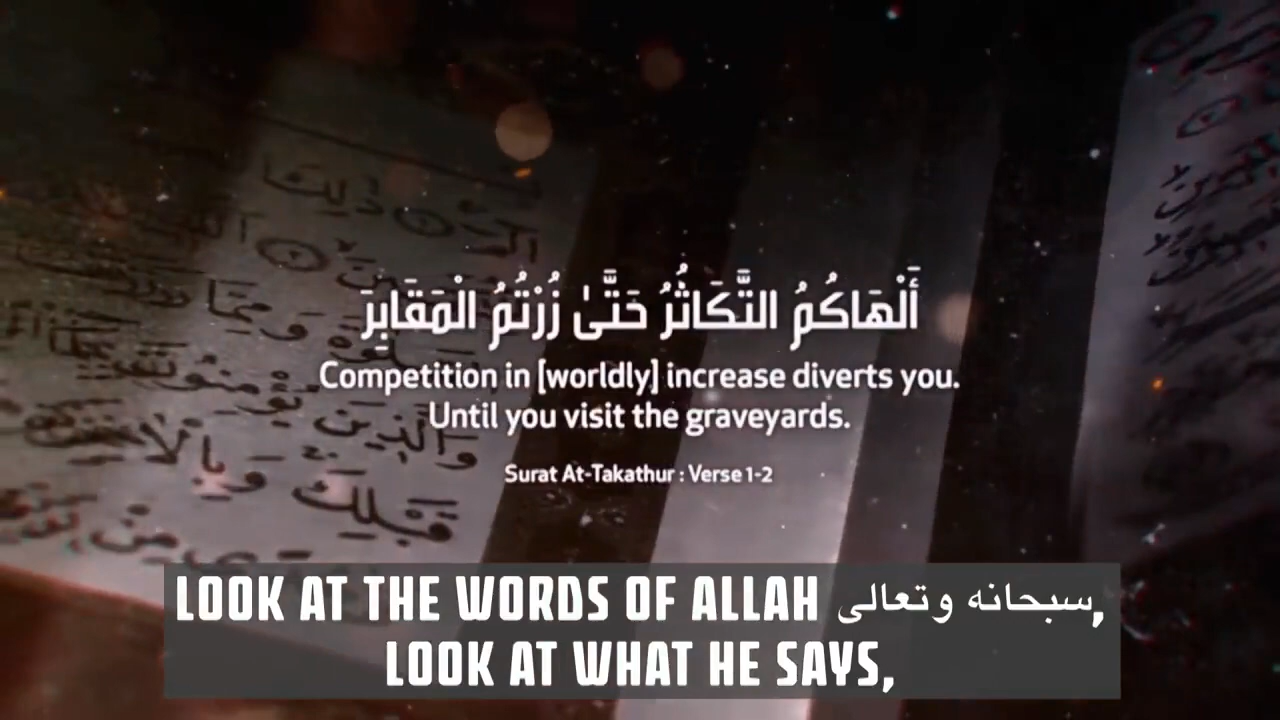 أَلْهَاكُمُ التَّكَاثُرُ حَتَّىٰ زُرْتُمُ الْمَقَابِرَ
Competition in [worldly] increase diverts you.
Until you visit the graveyards.
Surat At-Takathur : Verse 1-2
LOOK AT THE WORDS OF ALLAH سبحانه وتعالى,
LOOK AT WHAT HE SAYS,